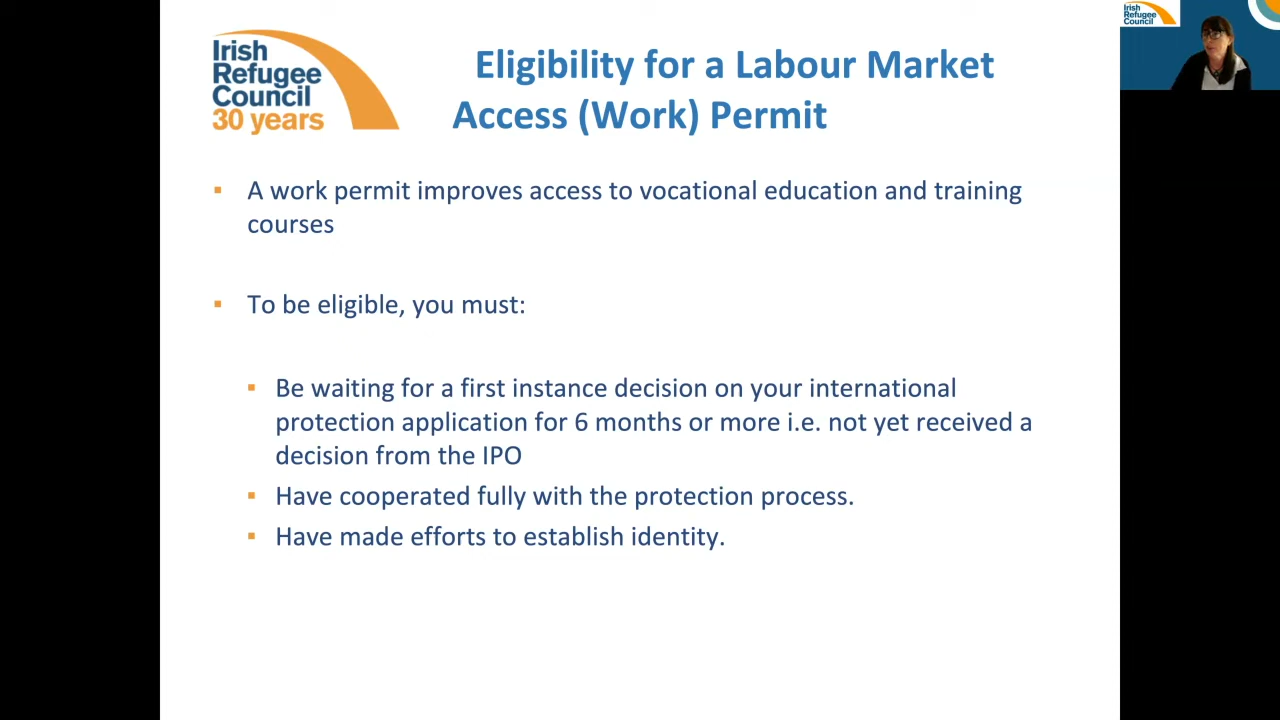 Irish
Refugee
Council
30 years
Eligibility for a Labour Market
Access (Work) Permit
▪ A work permit improves access to vocational education and training
courses
▪ To be eligible, you must:
▪ Be waiting for a first instance decision on your international
protection application for 6 months or more i.e. not yet received a
decision from the IPO
▪ Have cooperated fully with the protection process.
▪ Have made efforts to establish identity.
Irish
Refugee
Council